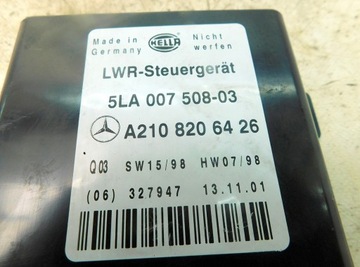 Made in Germany
HELLA
Nicht werfen
LWR-Steuergerät
5LA 007 508-03
A210 820 64 26
Q03 SW15/98 HW07/98
(06) 327947 13.11.01